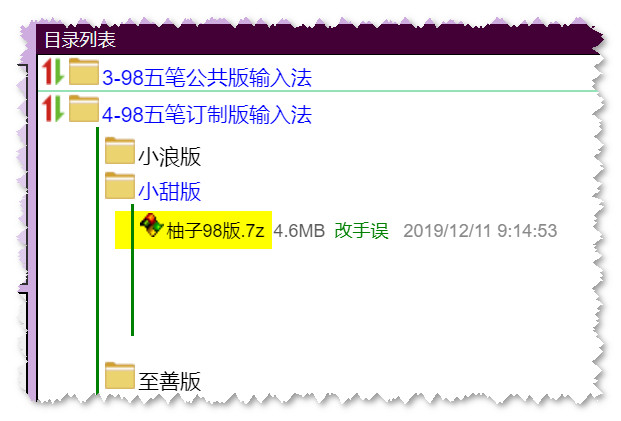 目录列表
3-98五笔公共版输入法
4-98五笔订制版输入法
小浪版
小甜版
柚子98版.7z 4.6MB 改手误 2019/12/11 9:14:53
至善版